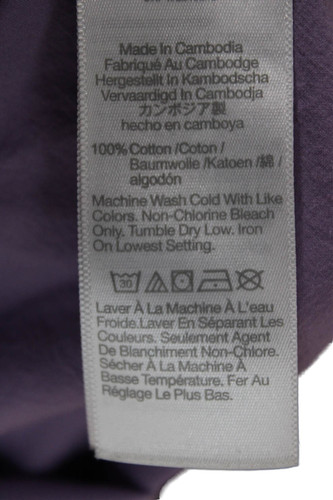 Made In Cambodia
Fabriqué Au Cambodge
Hergestellt In Kambodscha
Vervaardigd In Cambodja
カンボジア製
hecho en camboya
100% Cotton /Coton /
Baumwolle /Katoen /綿 /
algodón
Machine Wash Cold With Like
Colors. Non-Chlorine Bleach
Only. Tumble Dry Low. Iron
On Lowest Setting.
30
Laver À La Machine À L'eau
Froide.Laver En Séparant Les
Couleurs. Seulement Agent
De Blanchiment Non-Chlore.
Sécher À La Machine À
Basse Température. Fer Au
Réglage Le Plus Bas.